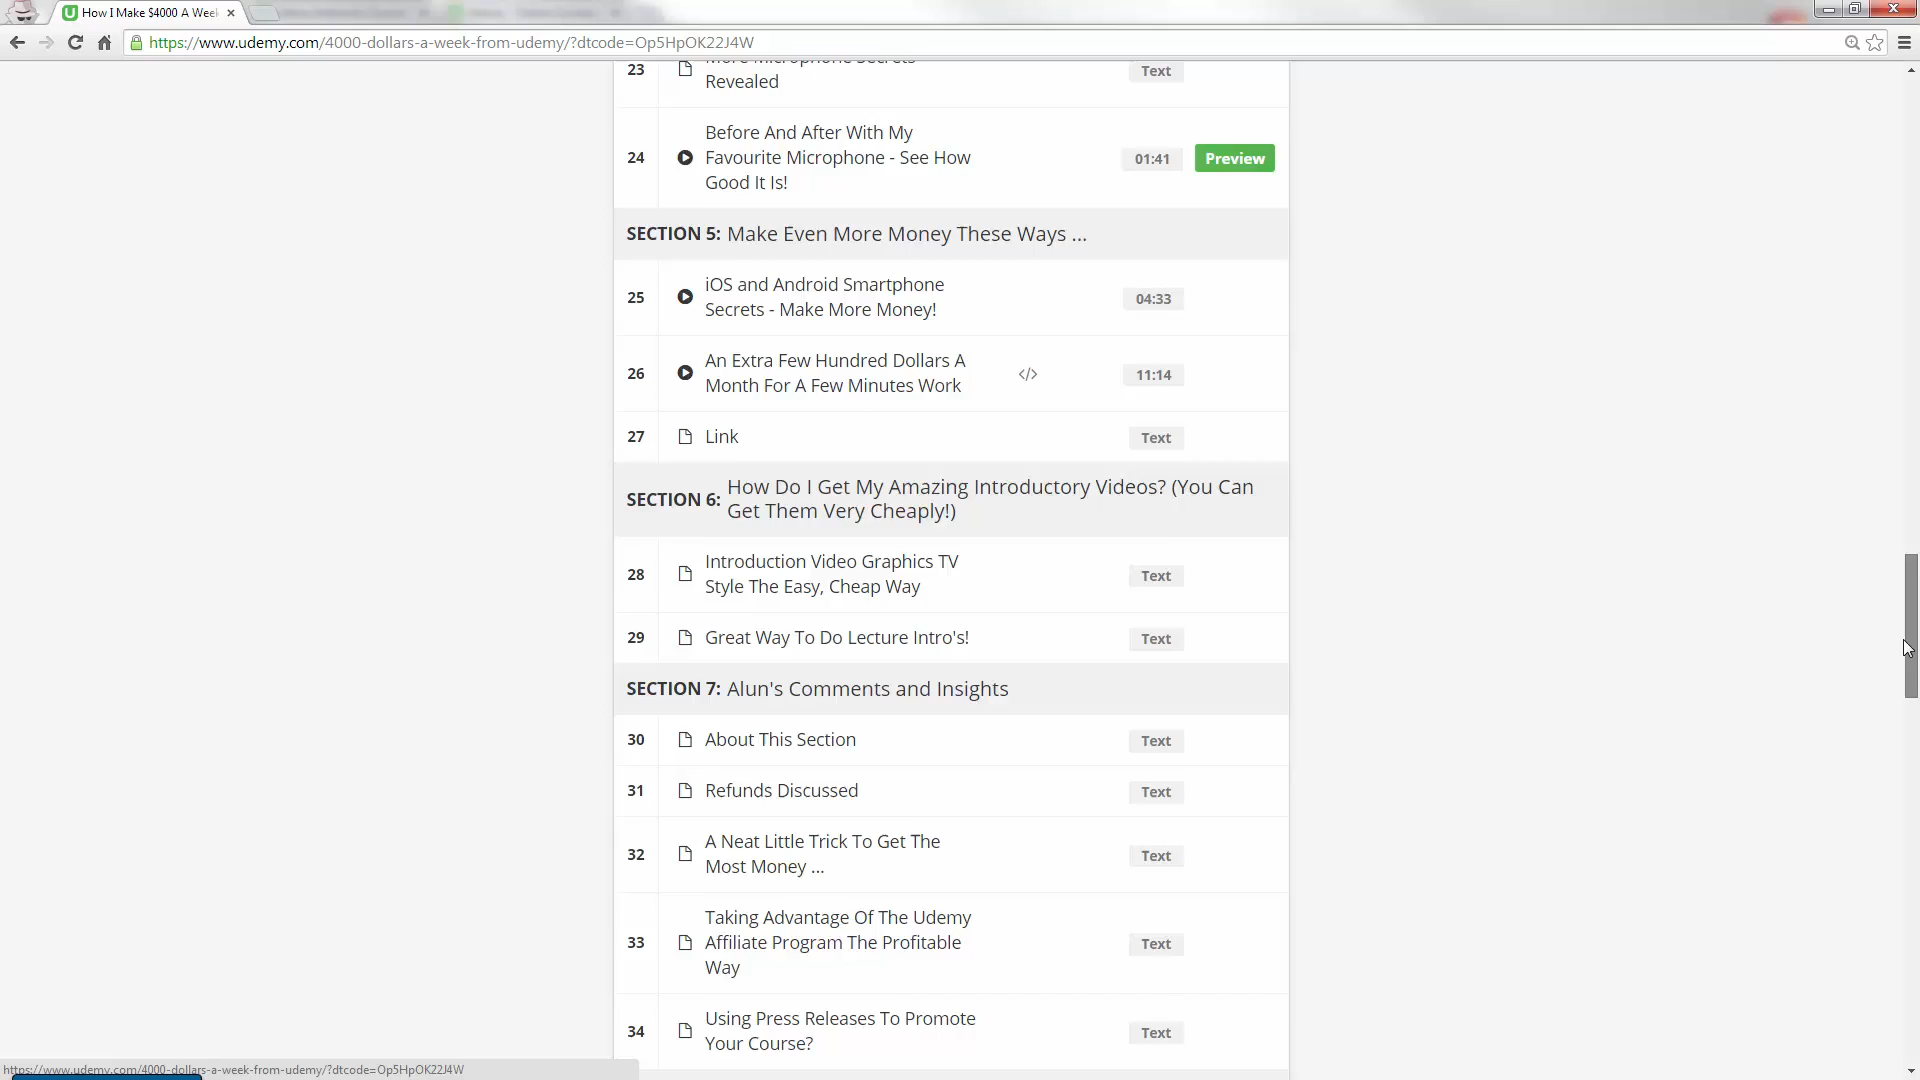 How I Make $4000 A Week
https://www.udemy.com/4000-dollars-a-week-from-udemy/?dtcode=Op5HpOK22J4W
23
More Microphone Secrets
Revealed
Text
24
Before And After With My
Favourite Microphone - See How
Good It Is!
01:41
Preview
SECTION 5: Make Even More Money These Ways ...
25
iOS and Android Smartphone
Secrets - Make More Money!
04:33
26
An Extra Few Hundred Dollars A
Month For A Few Minutes Work
</>
11:14
27
Link
Text
SECTION 6: How Do I Get My Amazing Introductory Videos? (You Can
Get Them Very Cheaply!)
28
Introduction Video Graphics TV
Style The Easy, Cheap Way
Text
29
Great Way To Do Lecture Intro's!
Text
SECTION 7: Alun's Comments and Insights
30
About This Section
Text
31
Refunds Discussed
Text
32
A Neat Little Trick To Get The
Most Money ...
Text
33
Taking Advantage Of The Udemy
Affiliate Program The Profitable
Way
Text
34
Using Press Releases To Promote
Your Course?
Text
https://www.udemy.com/4000-dollars-a-week-from-udemy/?dtcode=Op5HpOK22J4W